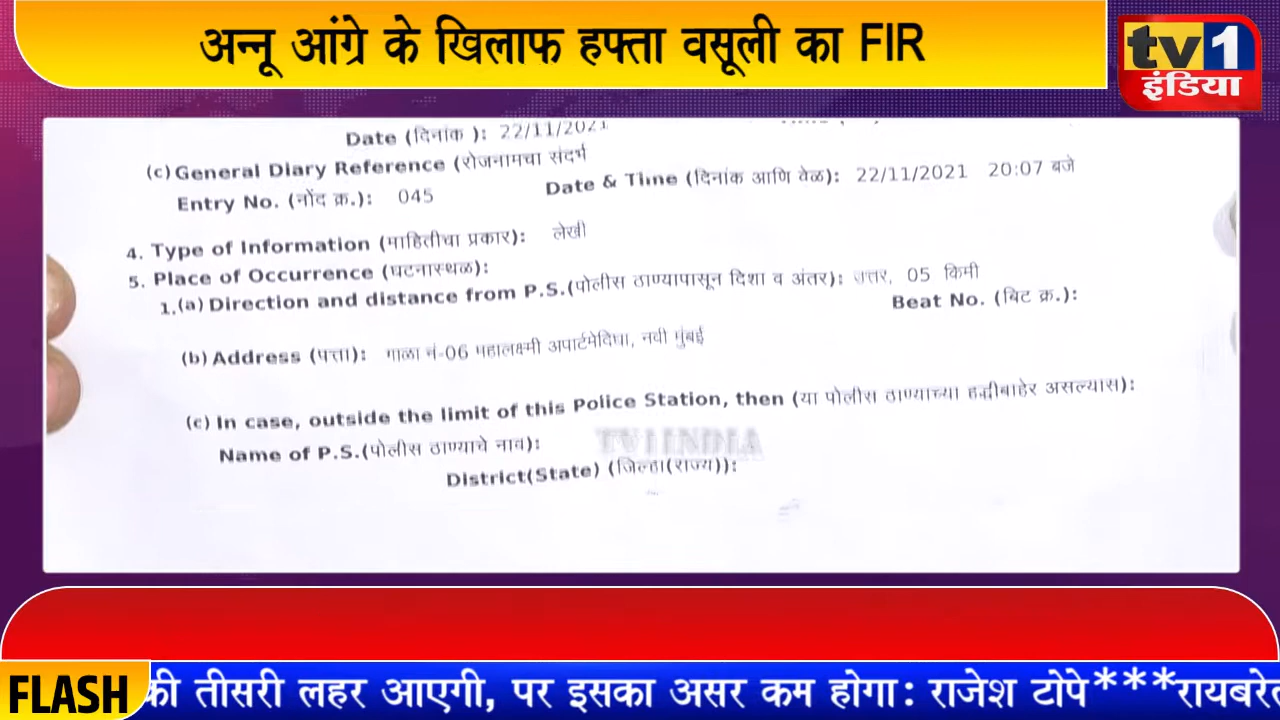 अन्नू आंग्रे के खिलाफ हफ्ता वसूली का FIR
tv1
इंडिया
Date (दिनांक ): 22/11/2021
(c) General Diary Reference (रोजनामचा संदर्भ
Entry No. (नोंद क्र.): 045 Date & Time (दिनांक आणि वेळ): 22/11/2021 20:07 बजे
4. Type of Information (माहितीचा प्रकार): लेखी
5. Place of Occurrence (घटनास्थळ):
1.(a) Direction and distance from P.S.(पोलीस ठाण्यापासून दिशा व अंतर): उत्तर, 05 किमी
Beat No. (बिट क्र.):
(b) Address (पत्ता): गाळा नं-06 महालक्ष्मी नवी मुंबई
(c) In case, outside the limit of this Police Station, then (या पोलीस ठाण्याच्या हद्दीबाहेर असल्यास):
Name of P.S.(पोलीस ठाण्याचे नाव):
TV1 INDIA
District(State) (जिल्हा(राज्य)):
FLASH
की तीसरी लहर आएगी, पर इसका असर कम होगा: राजेश टोपे***रायबरेल